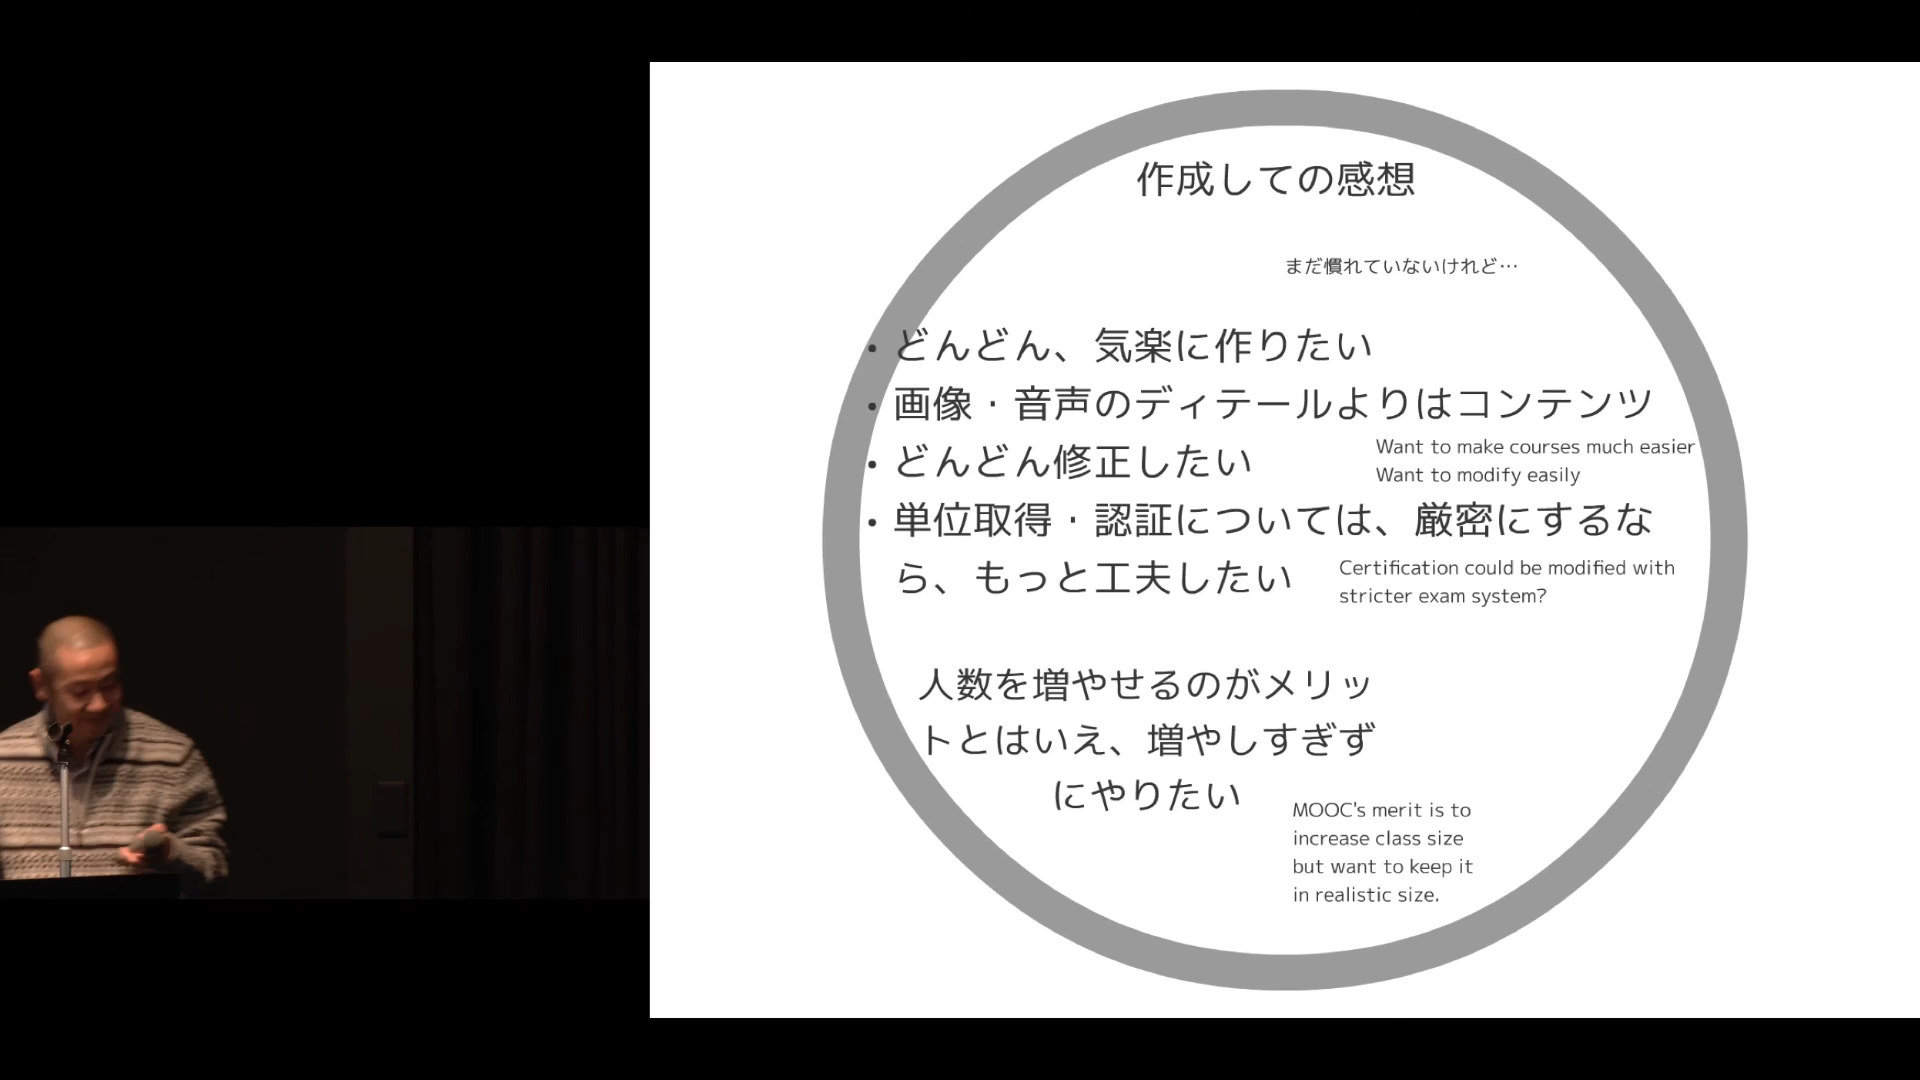 作成しての感想
まだ慣れていないけれど…
• どんどん、気楽に作りたい
• 画像・音声のディテールよりはコンテンツ
• どんどん修正したい
Want to make courses much easier
Want to modify easily
• 単位取得・認証については、厳密にするな
ら、もっと工夫したい
Certification could be modified with
stricter exam system?
人数を増やせるのがメリッ
トとはいえ、増やしすぎず
にやりたい
MOOC's merit is to
increase class size
but want to keep it
in realistic size.